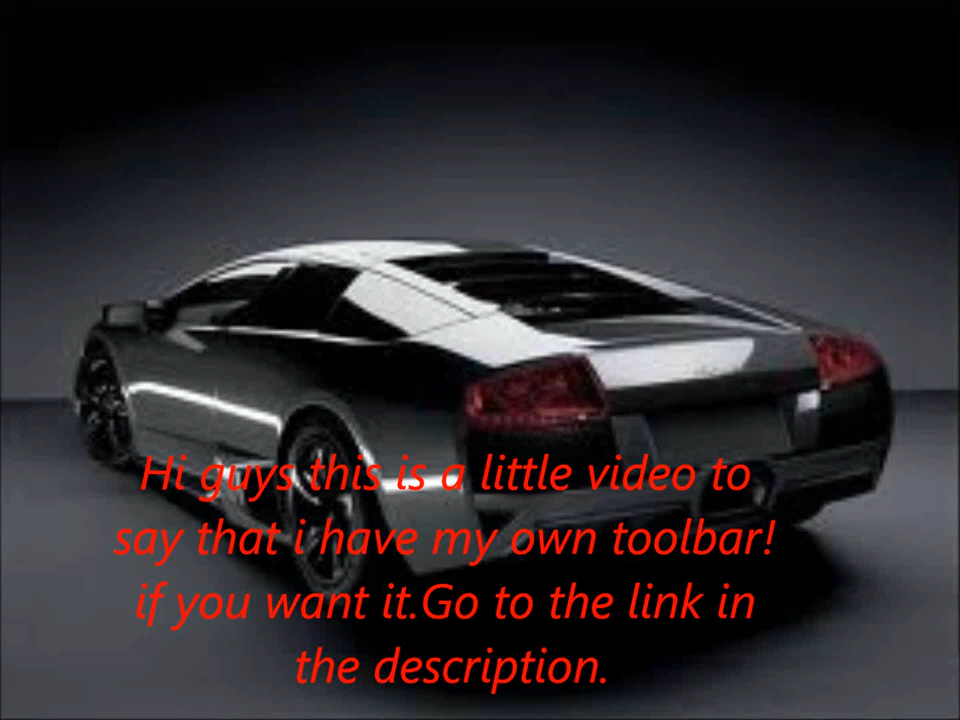 Hi guys this is a little video to
say that i have my own toolbar!
if you want it.Go to the link in
the description.